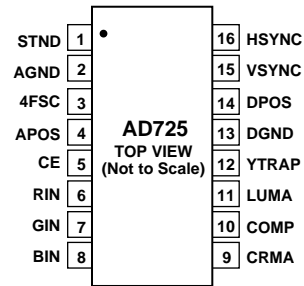 STND 1 16 HSYNC
AGND 2 15 VSYNC
4FSC 3 14 DPOS
APOS 4 AD725 13 DGND
CE 5 TOP VIEW 12 YTRAP
(Not to Scale)
RIN 6 11 LUMA
GIN 7 10 COMP
BIN 8 9 CRMA